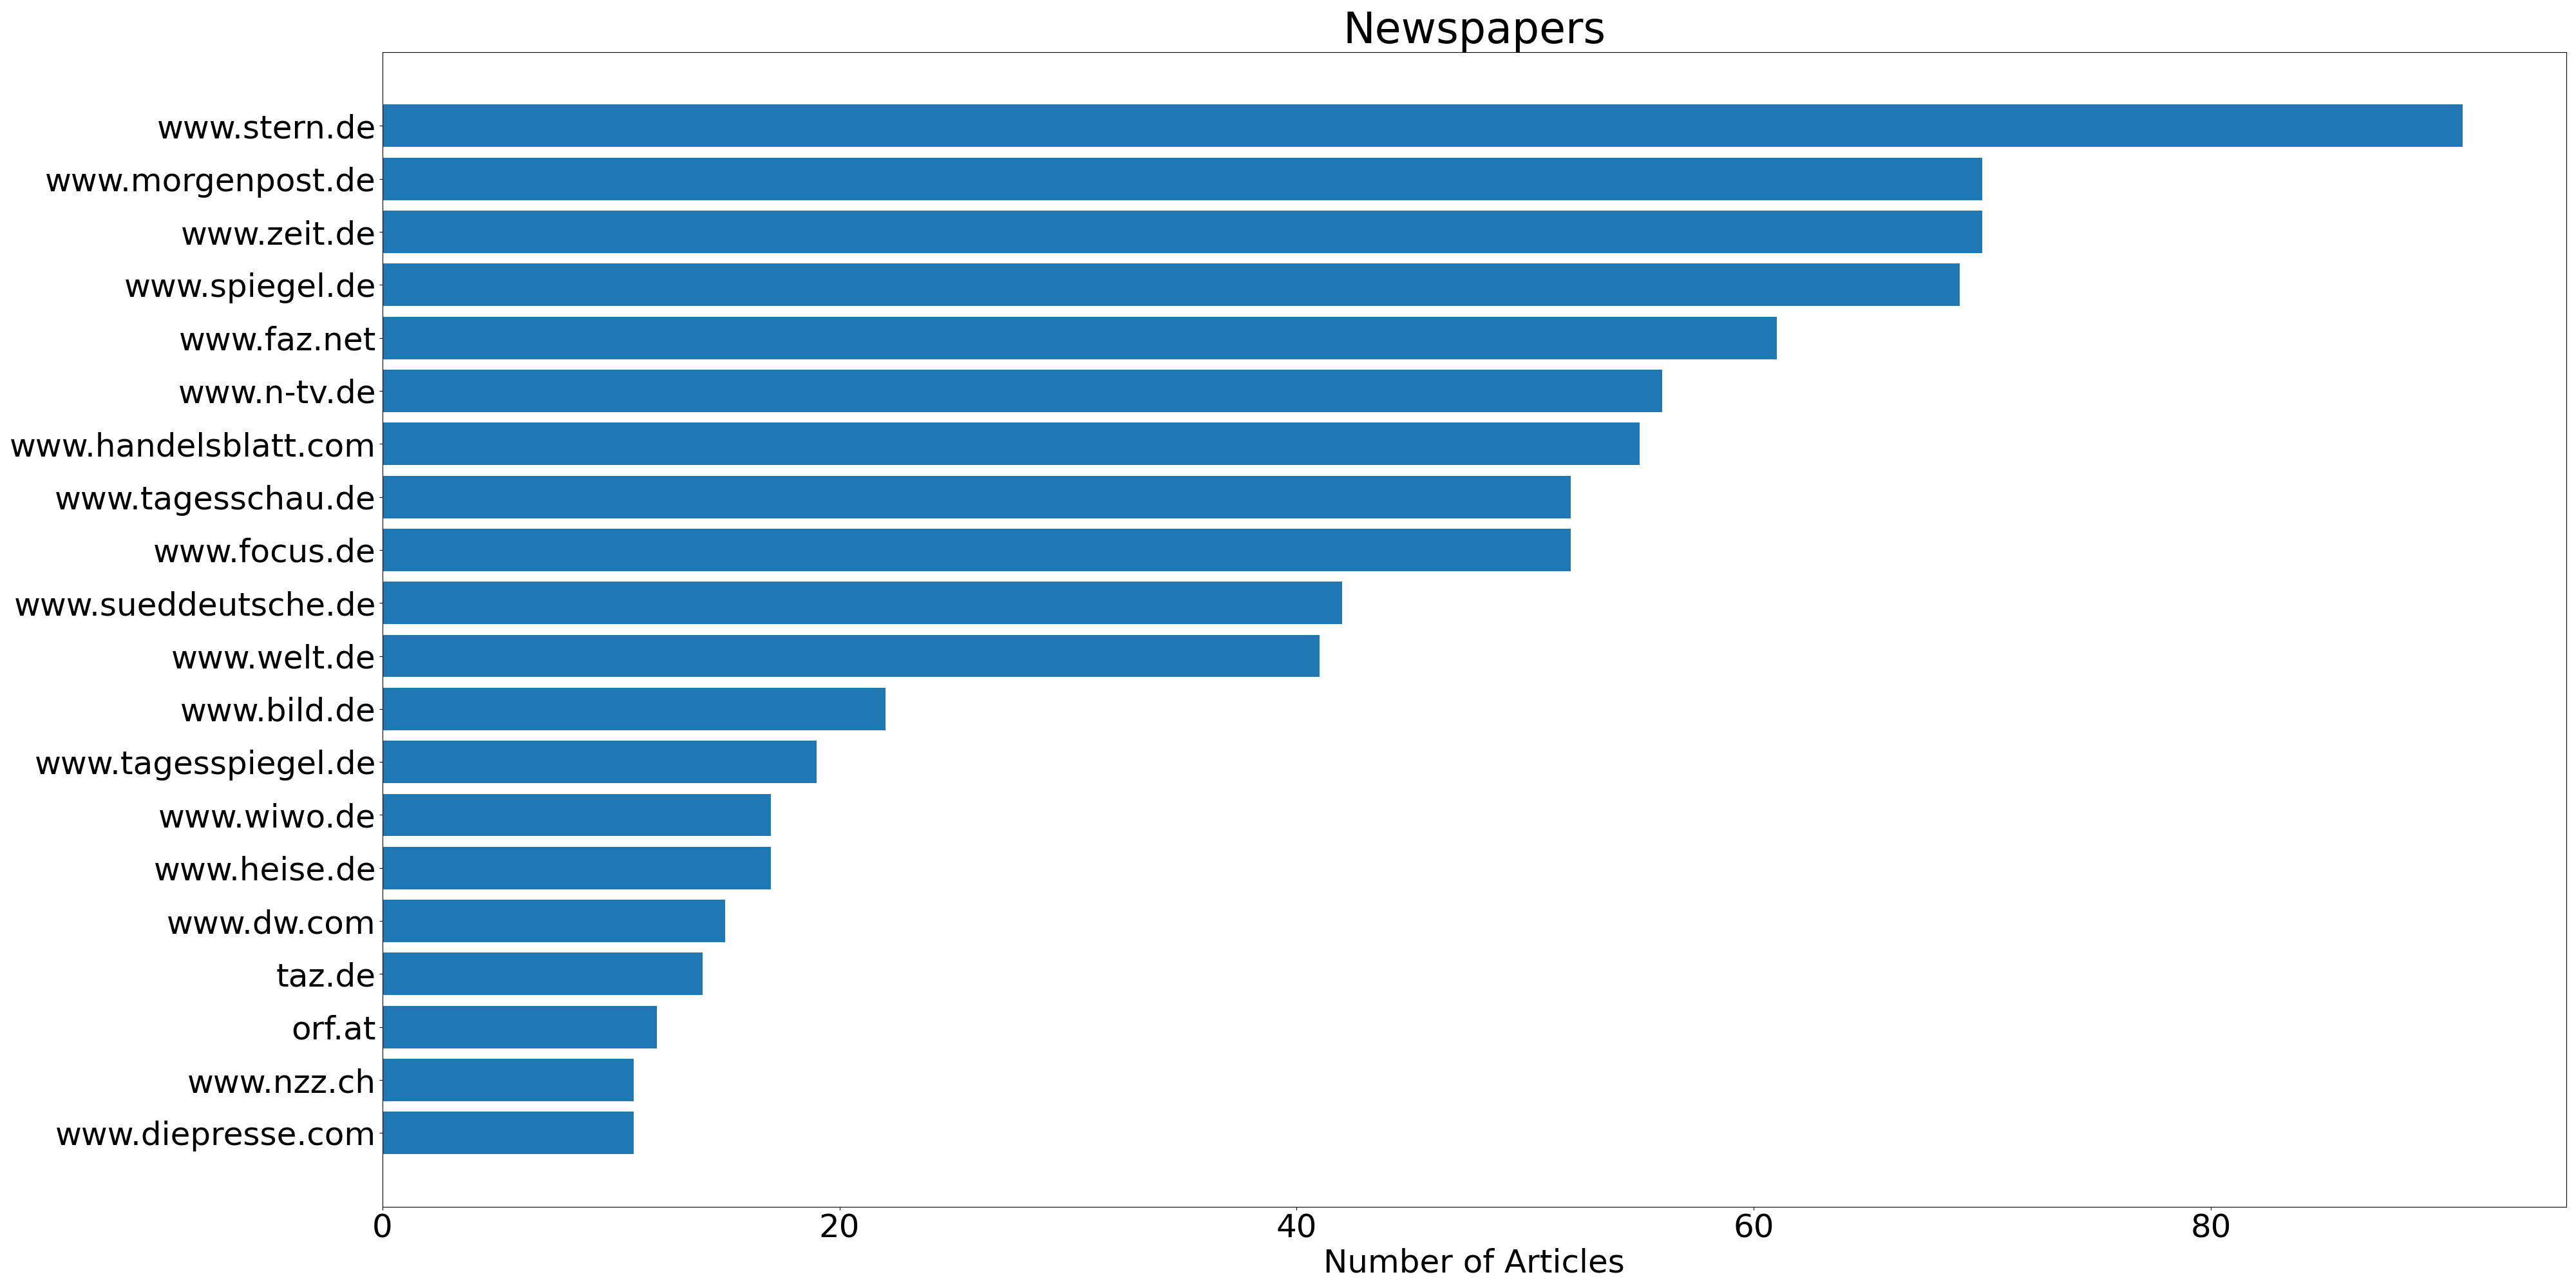 Newspapers
www.stern.de
www.morgenpost.de
www.zeit.de
www.spiegel.de
www.faz.net
www.n-tv.de
www.handelsblatt.com
www.tagesschau.de
www.focus.de
www.sueddeutsche.de
www.welt.de
www.bild.de
www.tagesspiegel.de
www.wiwo.de
www.heise.de
www.dw.com
taz.de
orf.at
www.nzz.ch
www.diepresse.com
0 20 40 60 80
Number of Articles